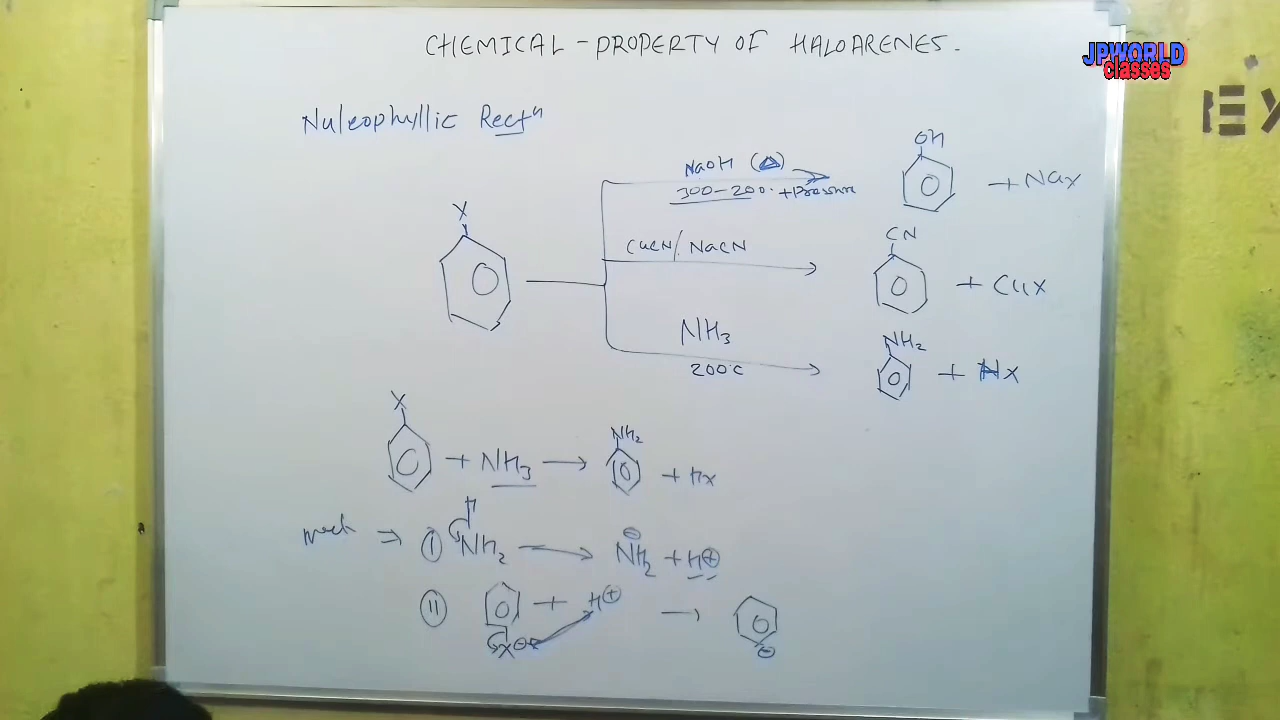 CHEMICAL-PROPERTY OF HALOARENES.
JPWORLD
classes
EX
Nuleophyllic Rectn
OH
NaOH (△)
300-200. +Pressure
+ NaX
X
CN
CuCN/NaCN
+ CuX
NH3
200°C
NH2
+ HX
X
+ NH3 → NH2 + HX
mech ⇒ I H NH2 → ⊖NH2 + H⊕
II + H⊕ →
X⊖ ⊖